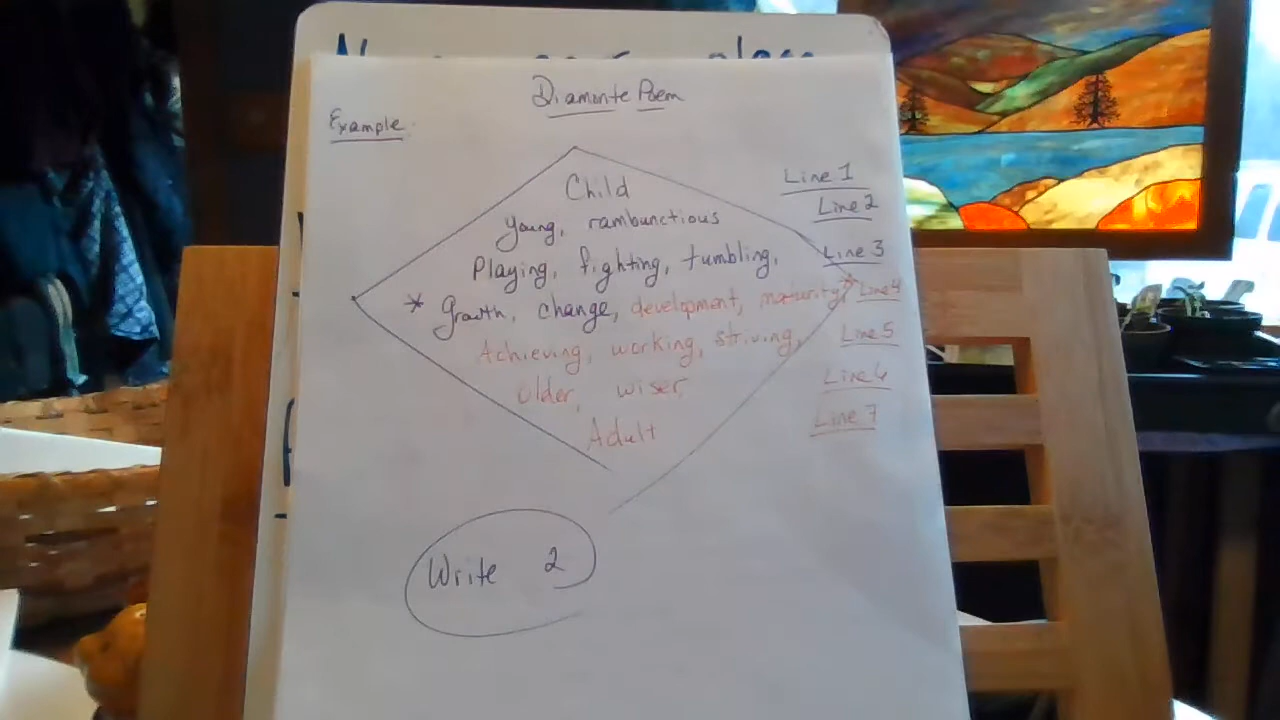 Diamonte Poem
Example:
Child Line 1
Young, rambunctious Line 2
Playing, fighting, tumbling, Line 3
* Growth, change, development, maturity,* Line 4
Achieving, working, striving, Line 5
older, wiser, Line 6
Adult Line 7
Write 2